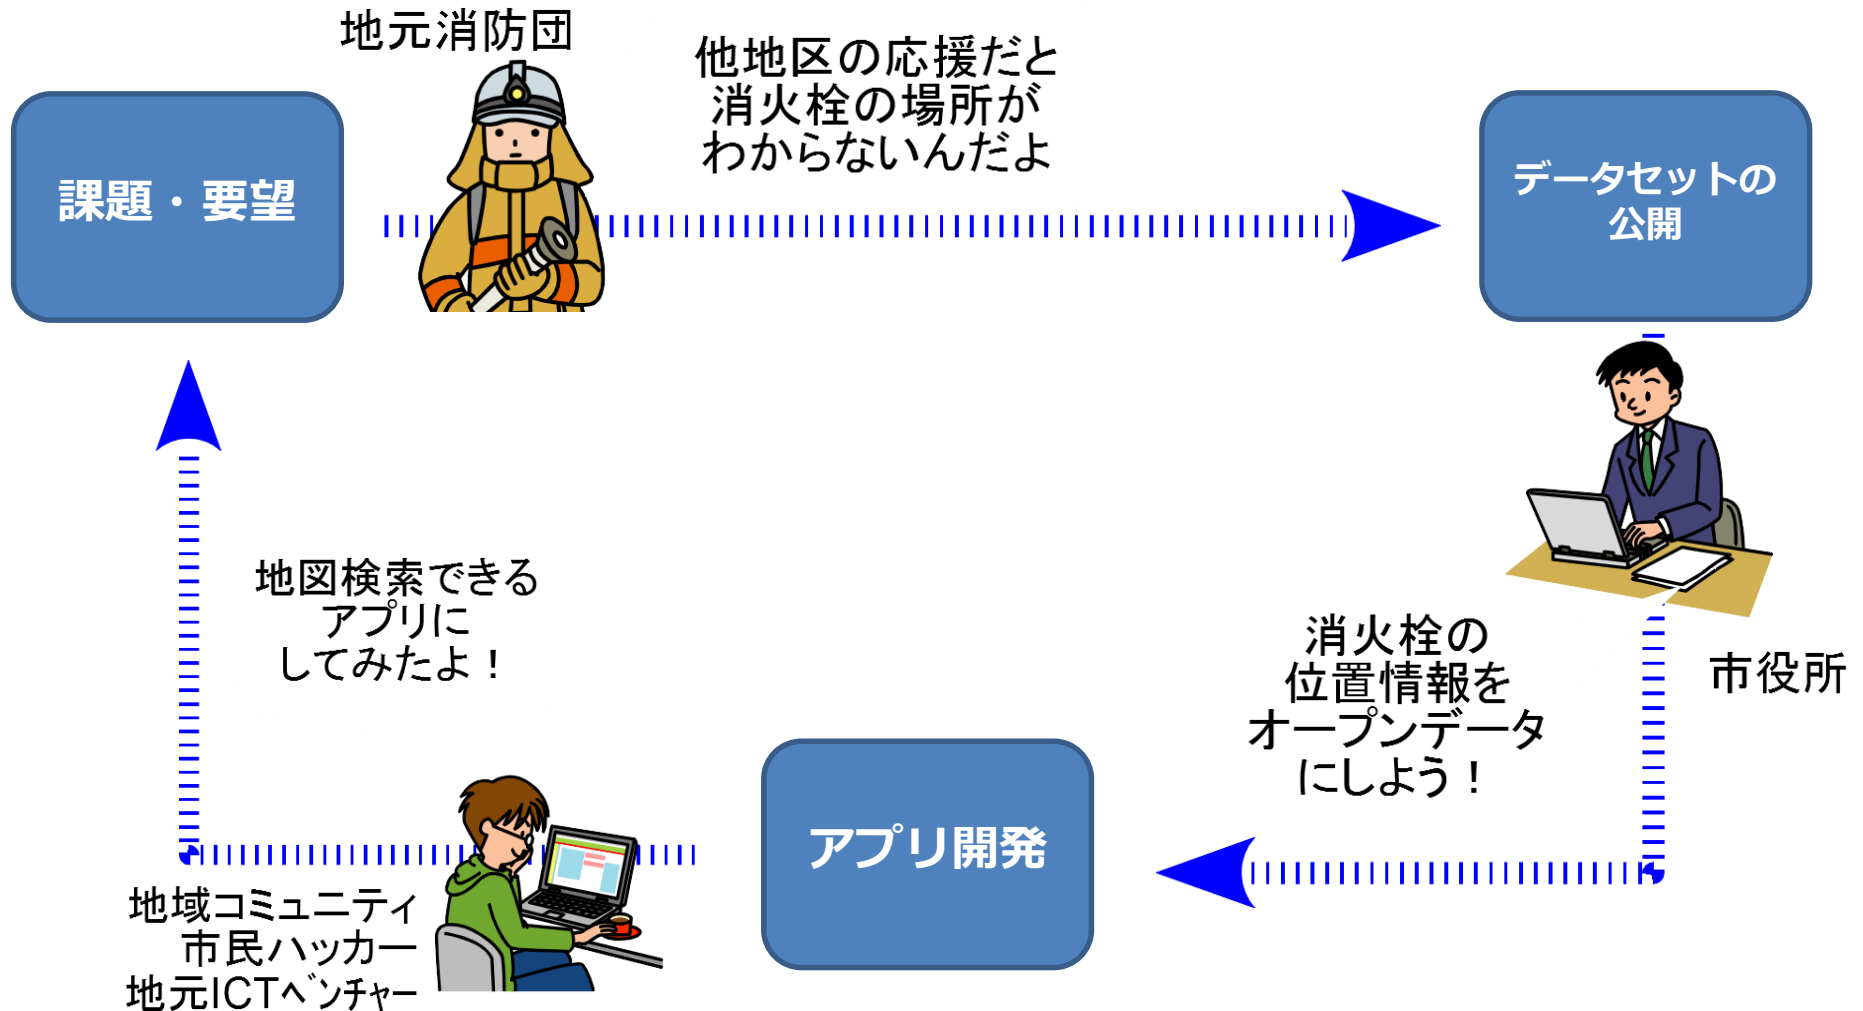 地元消防団
他地区の応援だと
消火栓の場所が
わからないんだよ
課題・要望
データセットの
公開
地図検索できる
アプリに
してみたよ！
消火栓の
位置情報を
オープンデータ
にしよう！
市役所
アプリ開発
地域コミュニティ
市民ハッカー
地元ICTベンチャー